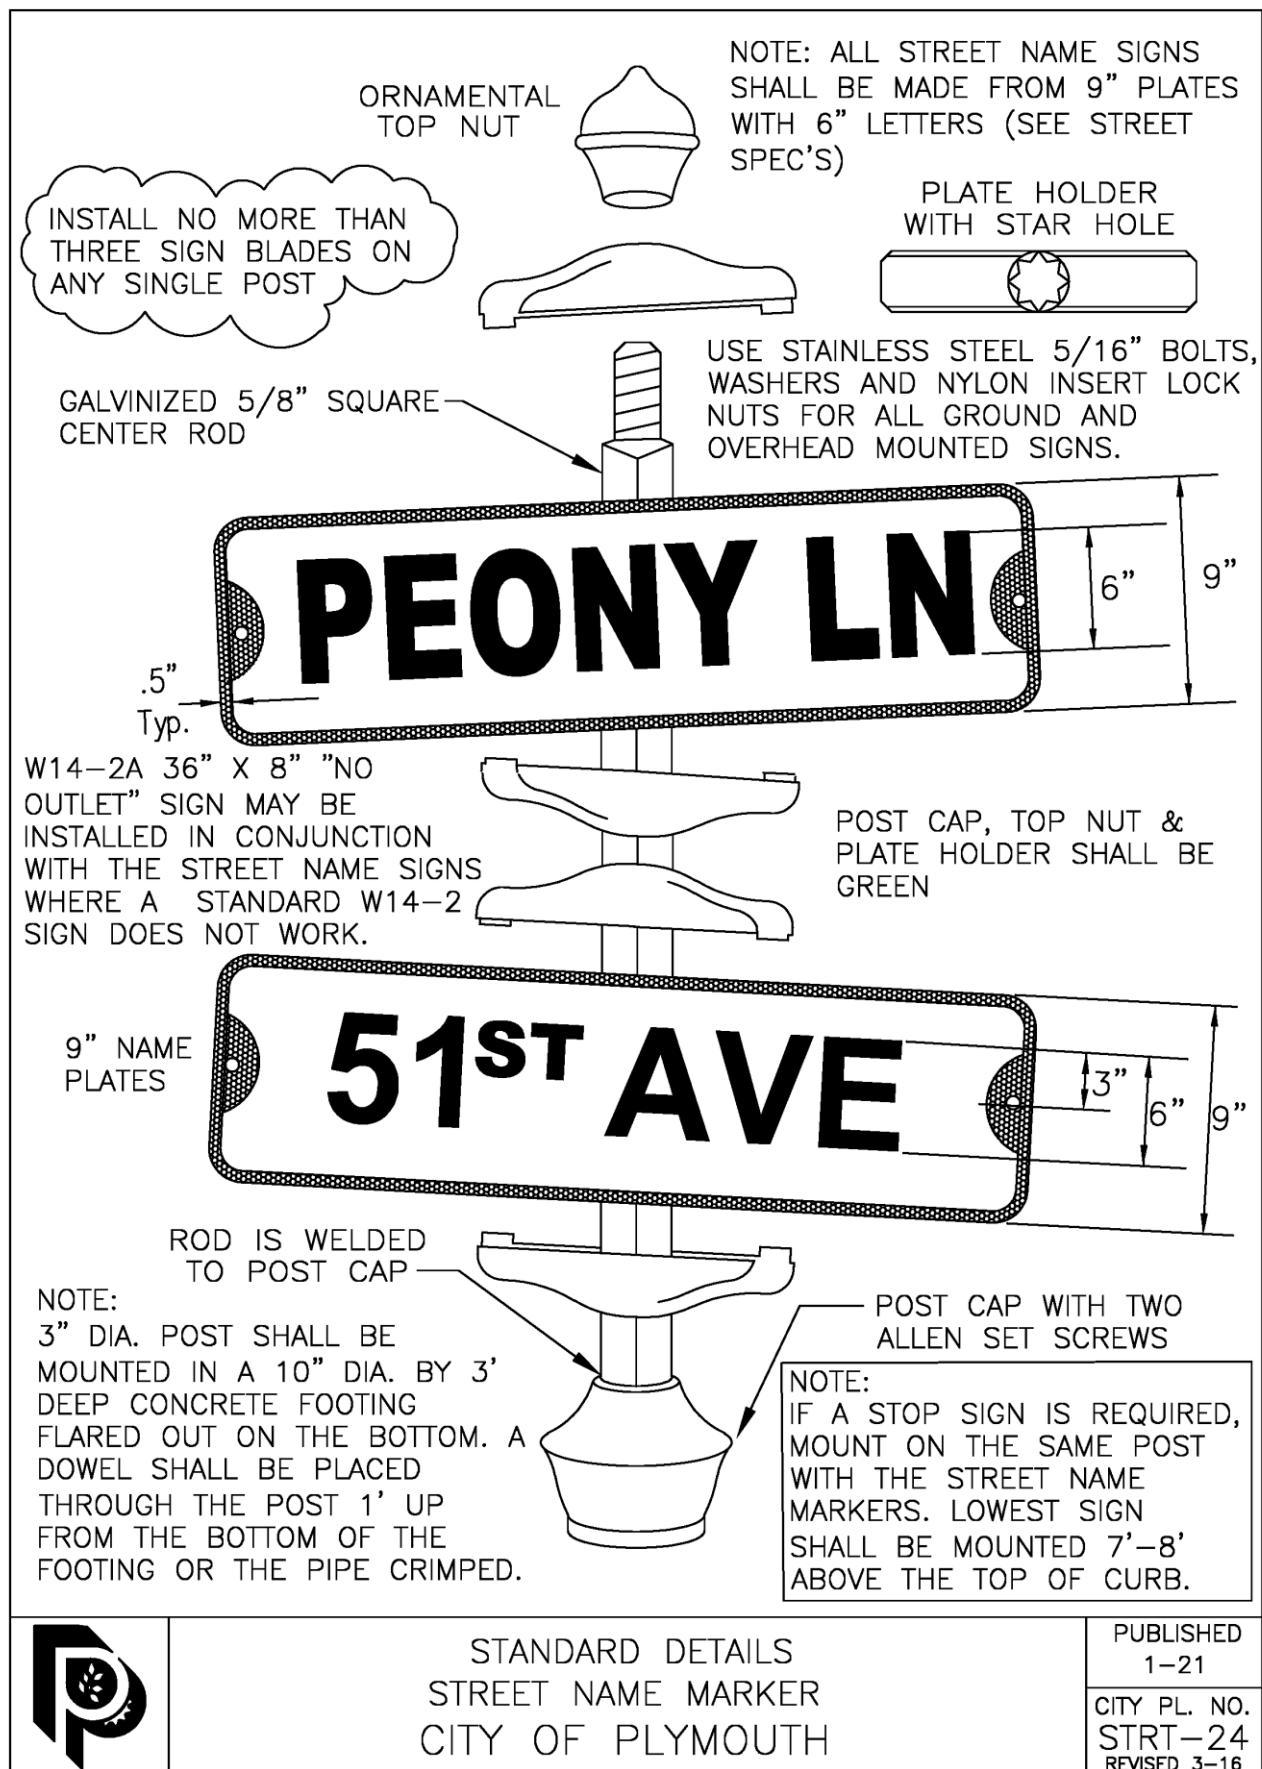 ORNAMENTAL
TOP NUT
NOTE: ALL STREET NAME SIGNS
SHALL BE MADE FROM 9” PLATES
WITH 6” LETTERS (SEE STREET
SPEC’S)
INSTALL NO MORE THAN
THREE SIGN BLADES ON
ANY SINGLE POST
PLATE HOLDER
WITH STAR HOLE
USE STAINLESS STEEL 5/16” BOLTS,
WASHERS AND NYLON INSERT LOCK
NUTS FOR ALL GROUND AND
OVERHEAD MOUNTED SIGNS.
GALVINIZED 5/8” SQUARE
CENTER ROD
PEONY LN
6”
9”
.5”
Typ.
W14-2A 36” X 8” ”NO
OUTLET” SIGN MAY BE
INSTALLED IN CONJUNCTION
WITH THE STREET NAME SIGNS
WHERE A STANDARD W14-2
SIGN DOES NOT WORK.
POST CAP, TOP NUT &
PLATE HOLDER SHALL BE
GREEN
9” NAME
PLATES
51ST AVE
3”
6”
9”
ROD IS WELDED
TO POST CAP
NOTE:
3” DIA. POST SHALL BE
MOUNTED IN A 10” DIA. BY 3’
DEEP CONCRETE FOOTING
FLARED OUT ON THE BOTTOM. A
DOWEL SHALL BE PLACED
THROUGH THE POST 1’ UP
FROM THE BOTTOM OF THE
FOOTING OR THE PIPE CRIMPED.
POST CAP WITH TWO
ALLEN SET SCREWS
NOTE:
IF A STOP SIGN IS REQUIRED,
MOUNT ON THE SAME POST
WITH THE STREET NAME
MARKERS. LOWEST SIGN
SHALL BE MOUNTED 7’-8’
ABOVE THE TOP OF CURB.
STANDARD DETAILS
STREET NAME MARKER
CITY OF PLYMOUTH
PUBLISHED
1-21
CITY PL. NO.
STRT-24
REVISED 3-16